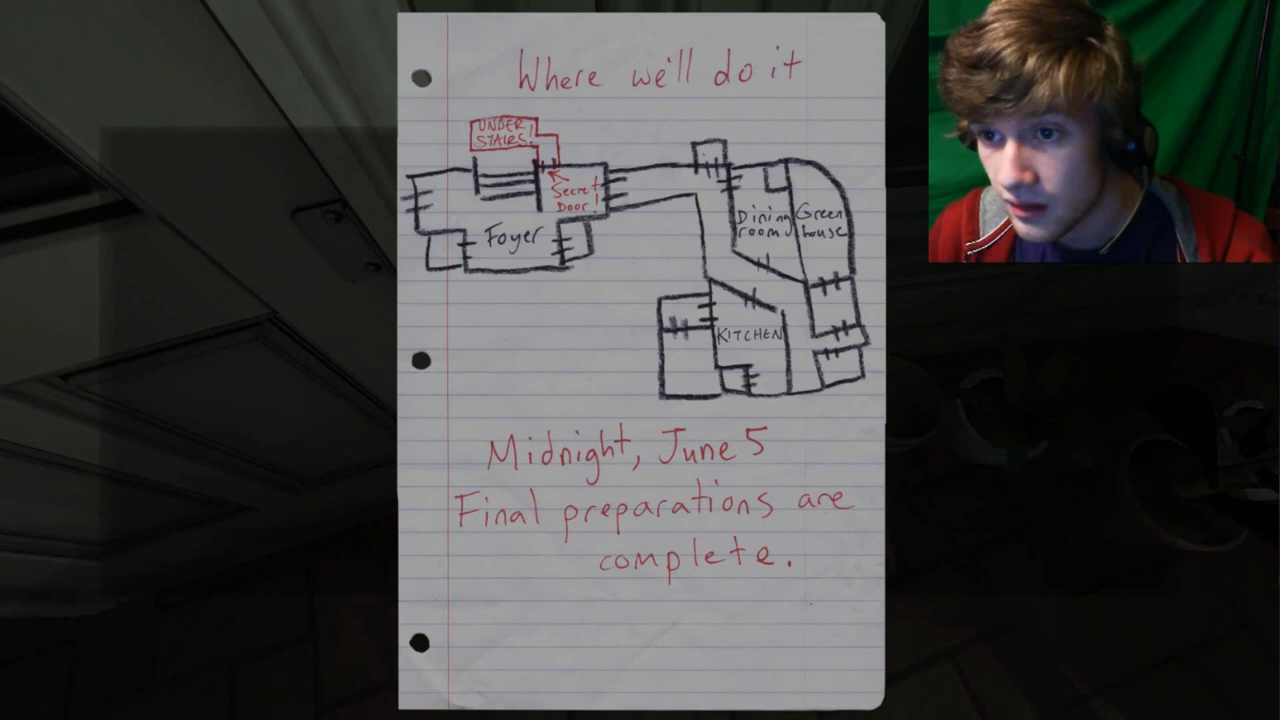 Where we'll do it
UNDER
STAIRS!
Secret
Door!
Foyer
Dining
room
Green
house
KITCHEN
Midnight, June 5
Final preparations are
complete.